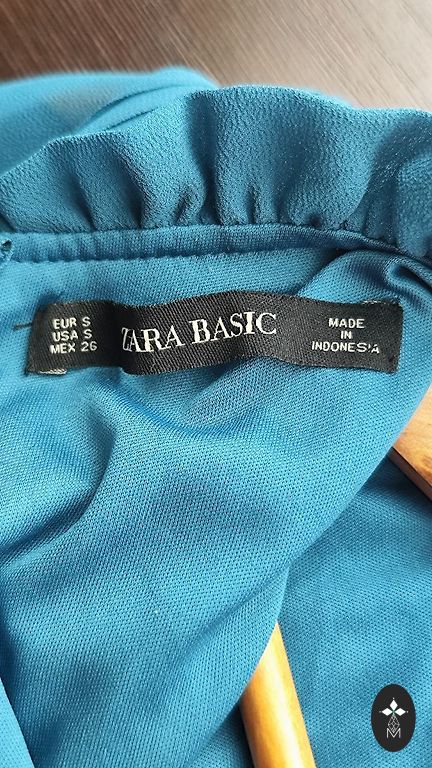 EUR S
USA S
MEX 26
ZARA BASIC
MADE
IN
INDONESIA
M